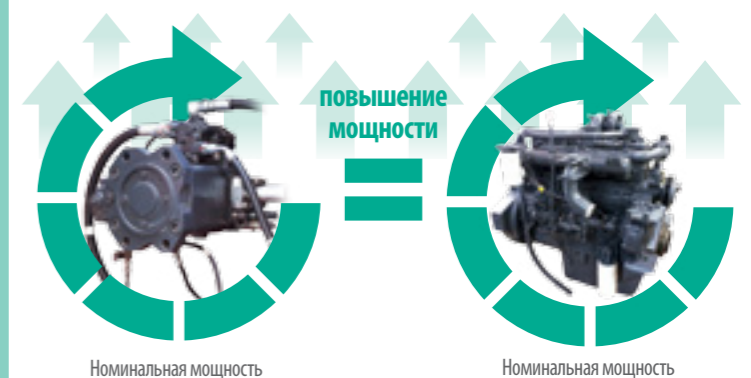 повышение
мощности
Номинальная мощность
Номинальная мощность